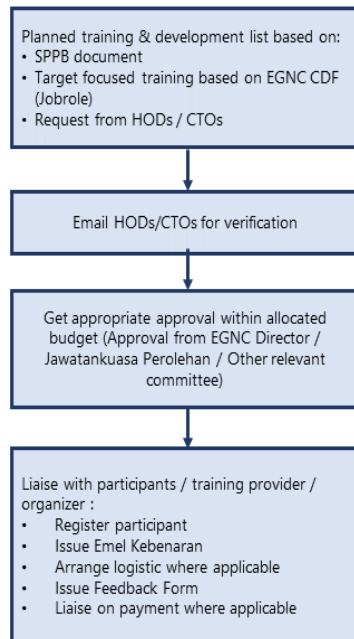 Planned training & development list based on:
• SPPB document
• Target focused training based on EGNC CDF
(Jobrole)
• Request from HODs / CTOs
Email HODs/CTOs for verification
Get appropriate approval within allocated
budget (Approval from EGNC Director /
Jawatankuasa Perolehan / Other relevant
committee)
Liaise with participants / training provider /
organizer :
• Register participant
• Issue Emel Kebenaran
• Arrange logistic where applicable
• Issue Feedback Form
• Liaise on payment where applicable